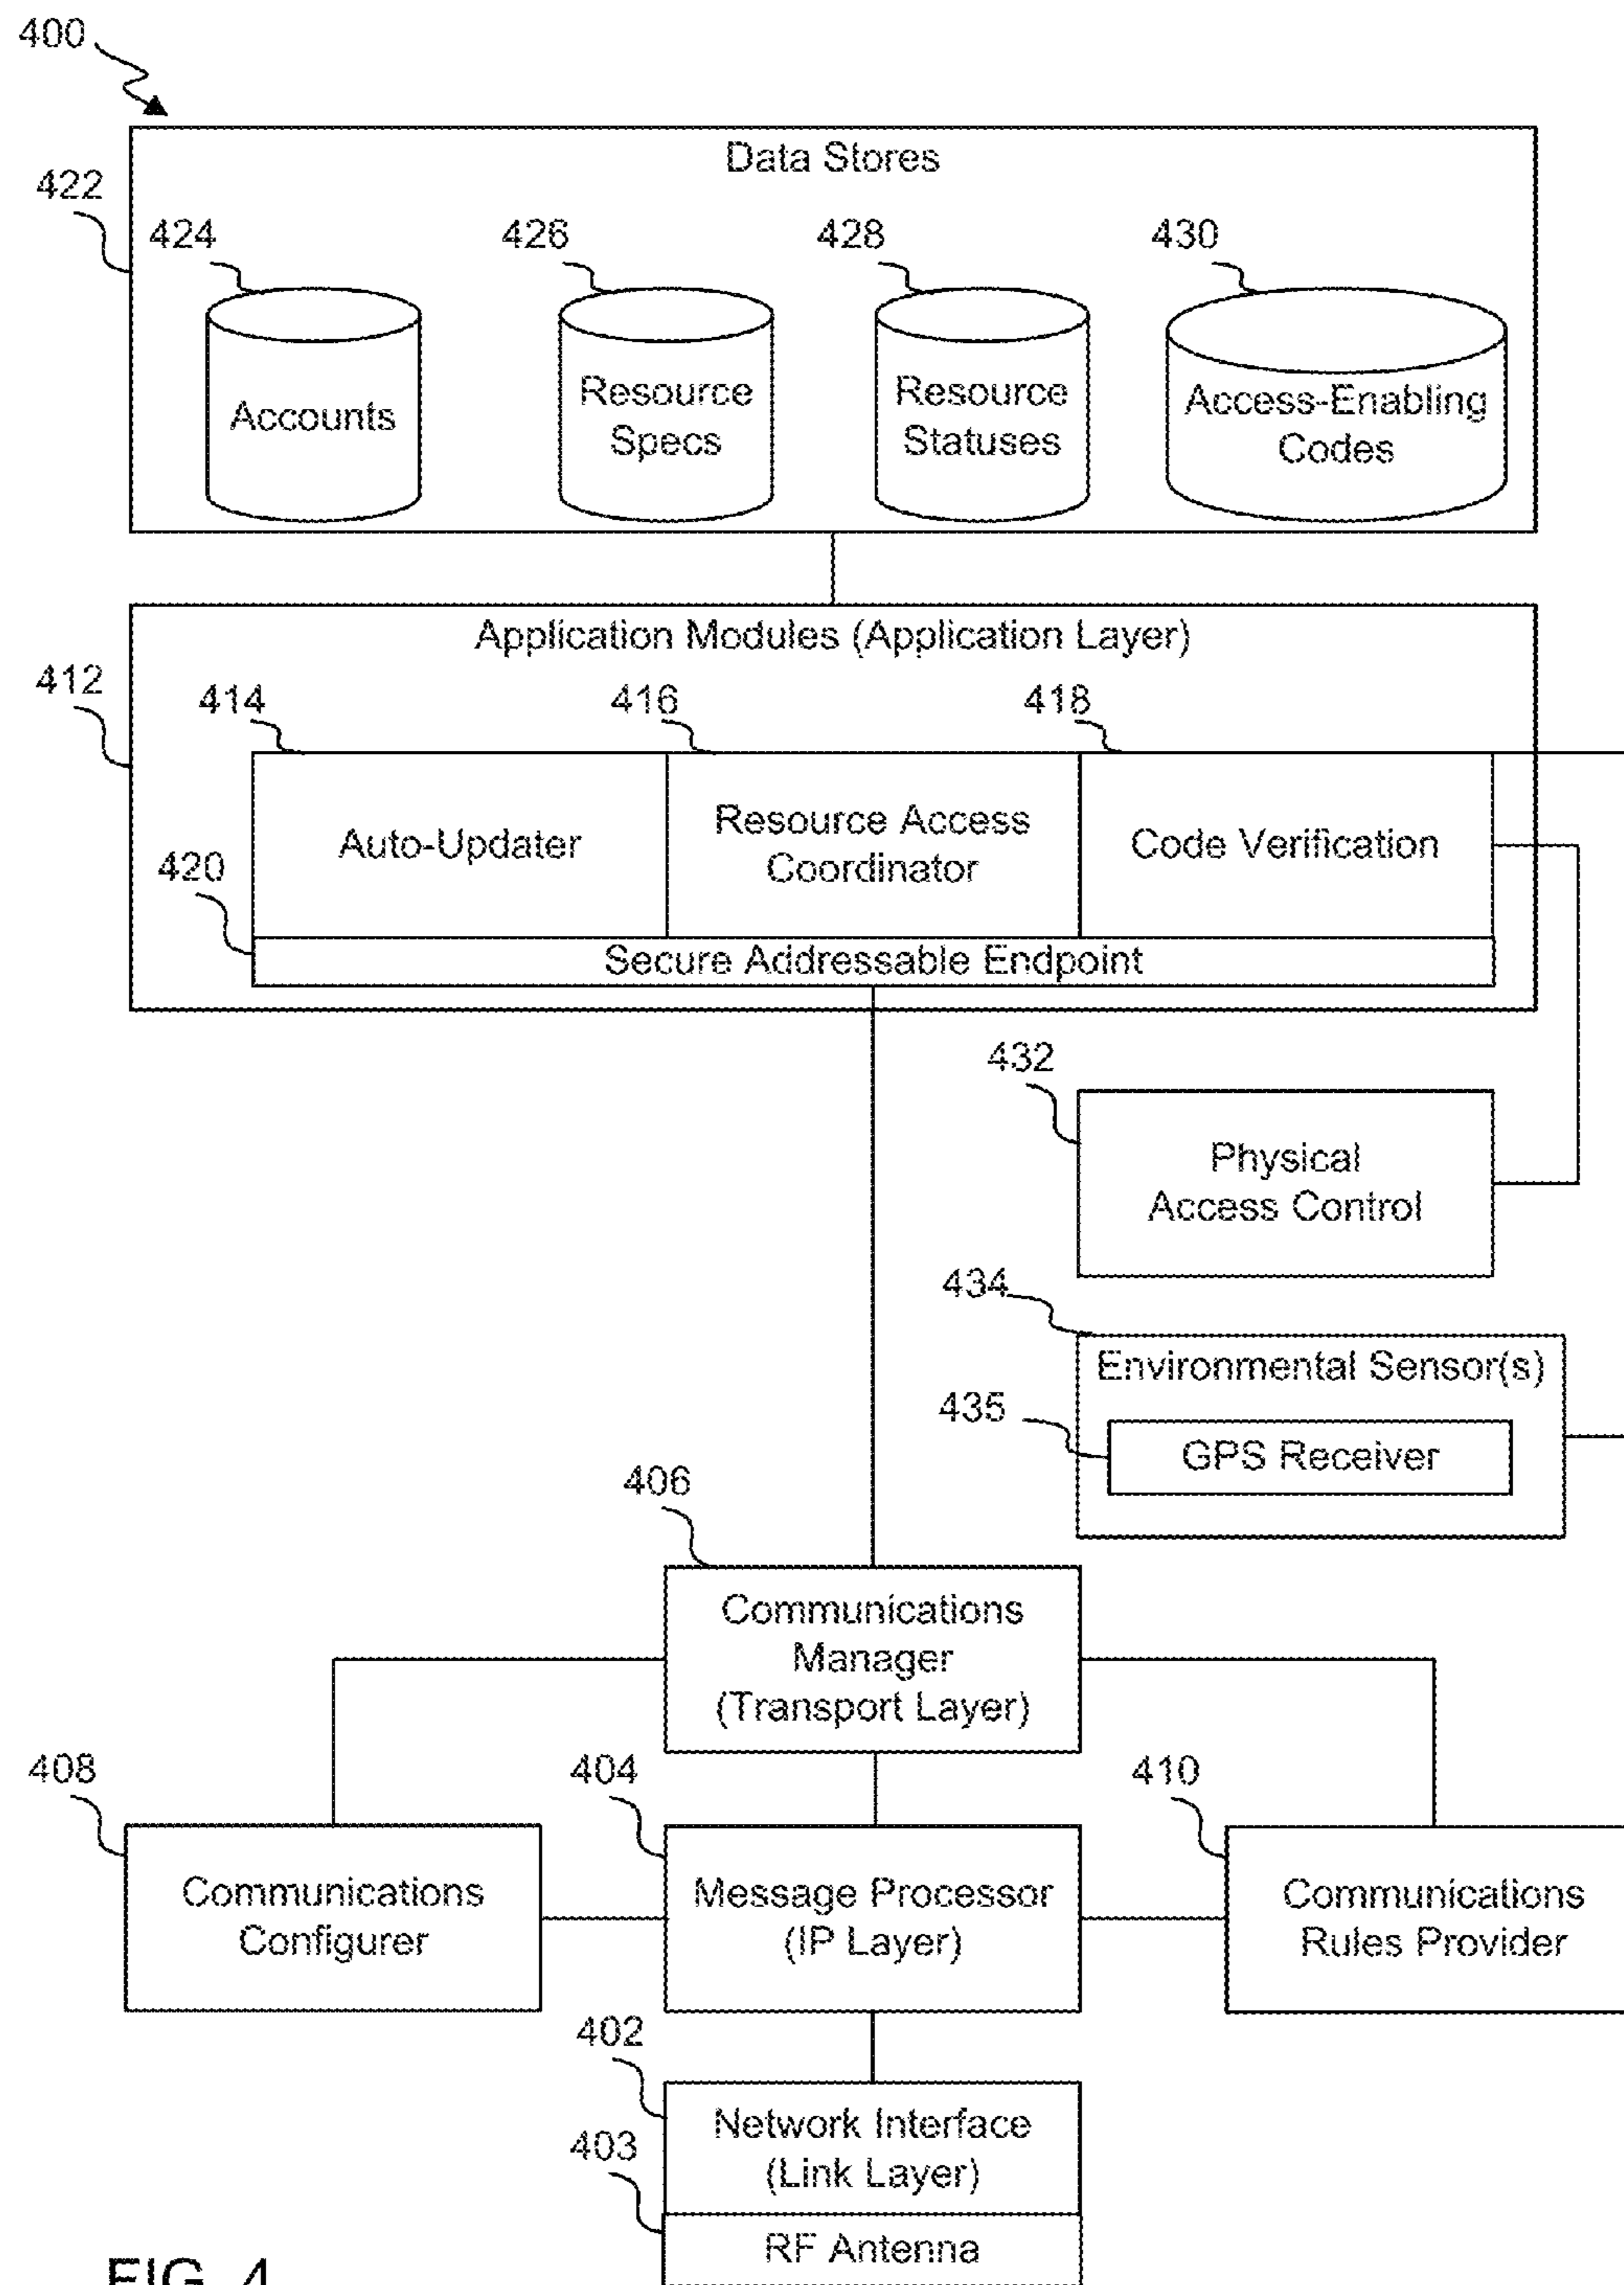 400
Data Stores
422
424
426
428
430
Accounts
Resource
Specs
Resource
Statuses
Access-Enabling
Codes
Application Modules (Application Layer)
412
414
416
418
Auto-Updater
Resource Access
Coordinator
Code Verification
420
Secure Addressable Endpoint
432
Physical
Access Control
434
Environmental Sensor(s)
435
GPS Receiver
406
Communications
Manager
(Transport Layer)
408
404
410
Communications
Configurer
Message Processor
(IP Layer)
Communications
Rules Provider
402
Network Interface
(Link Layer)
403
RF Antenna
FIG. 4